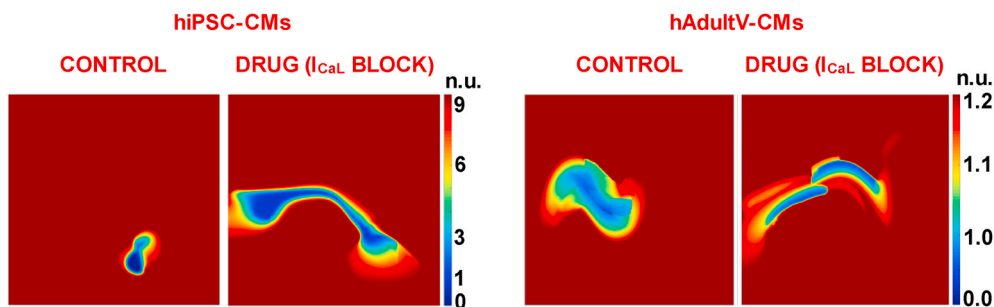 hiPSC-CMs
hAdultV-CMs
CONTROL
DRUG (ICaL BLOCK)
CONTROL
DRUG (ICaL BLOCK)
n.u.
9
6
3
1
0
n.u.
1.2
1.1
1.0
0.0